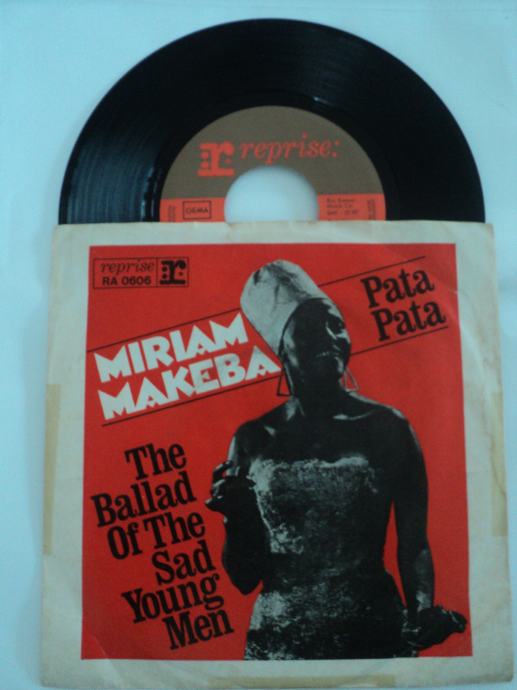 r reprise:
GEMA
reprise r
RA 0606
Pata
Pata
MIRIAM
MAKEBA
The
Ballad
Of The
Sad
Young
Men